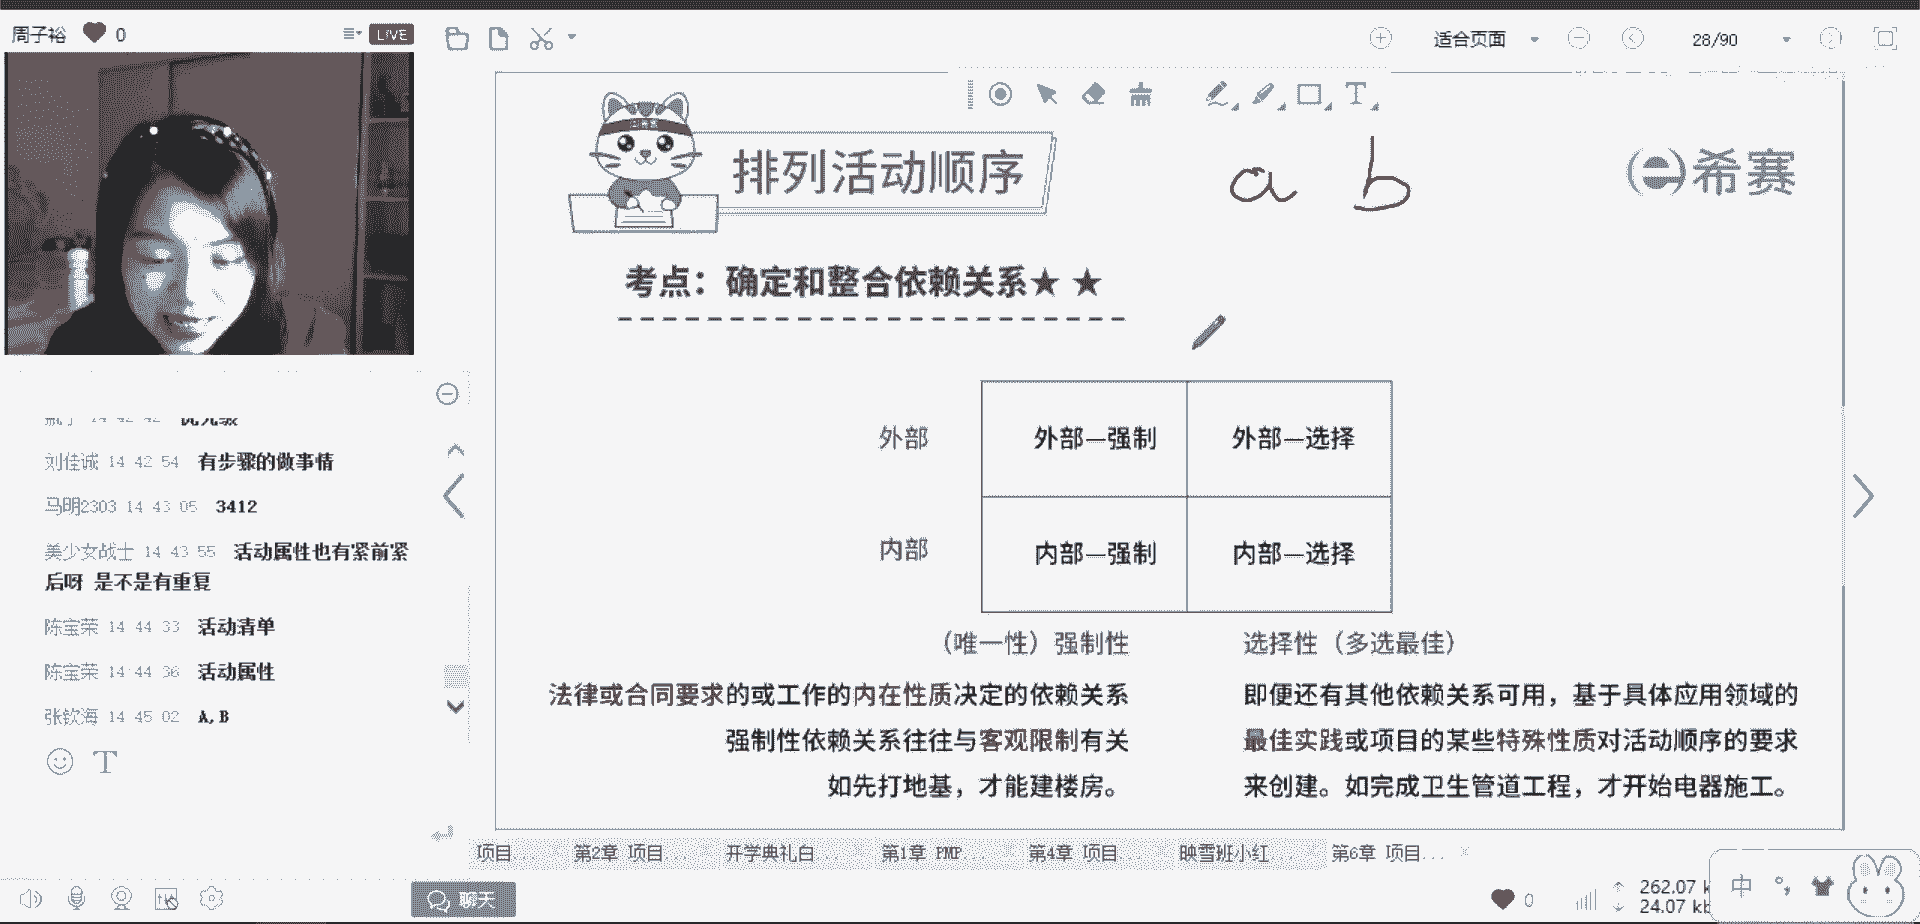 周子裕 0 LIVE
适合页面 28/90
排列活动顺序
a b
希赛
考点：确定和整合依赖关系★ ★
外部 外部—强制 外部—选择
内部 内部—强制 内部—选择
（唯一性）强制性 选择性（多选最佳）
法律或合同要求的或工作的内在性质决定的依赖关系
强制性依赖关系往往与客观限制有关
如先打地基，才能建楼房。
即便还有其他依赖关系可用，基于具体应用领域的
最佳实践或项目的某些特殊性质对活动顺序的要求
来创建。如完成卫生管道工程，才开始电器施工。
刘佳诚 14 42 54 有步骤的做事情
马明2303 14 43 05 3412
美少女战士 14 43 55 活动属性也有紧前紧
后呀 是不是有重复
陈宝荣 14 44 33 活动清单
陈宝荣 14 44 36 活动属性
张钦海 14 45 02 A,B
T
项目... 第2章 项目... 开学典礼白... 第1章 PMP... 第4章 项目... 映雪班小红... 第6章 项目...
聊天
0
262.07 k
24.07 kb
中